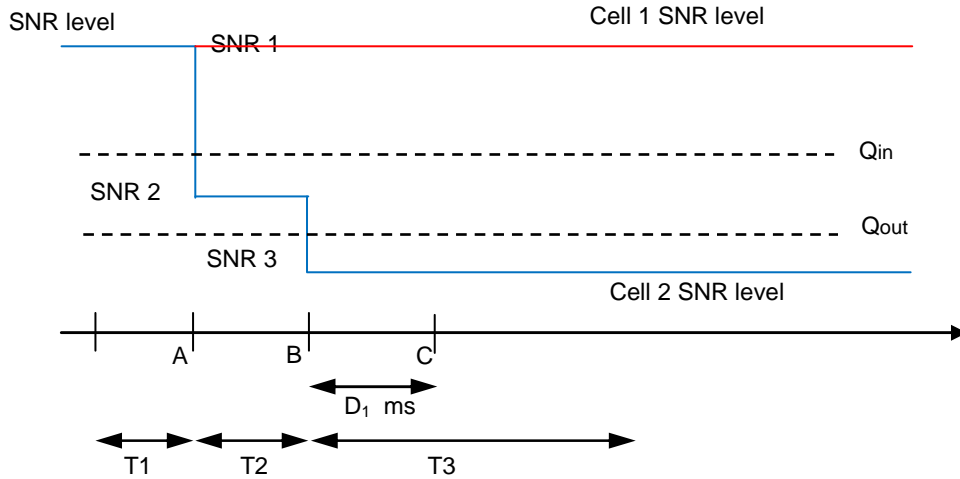 SNR level
Cell 1 SNR level
SNR 1
Qin
SNR 2
Qout
SNR 3
Cell 2 SNR level
A
B
C
D1 ms
T1
T2
T3